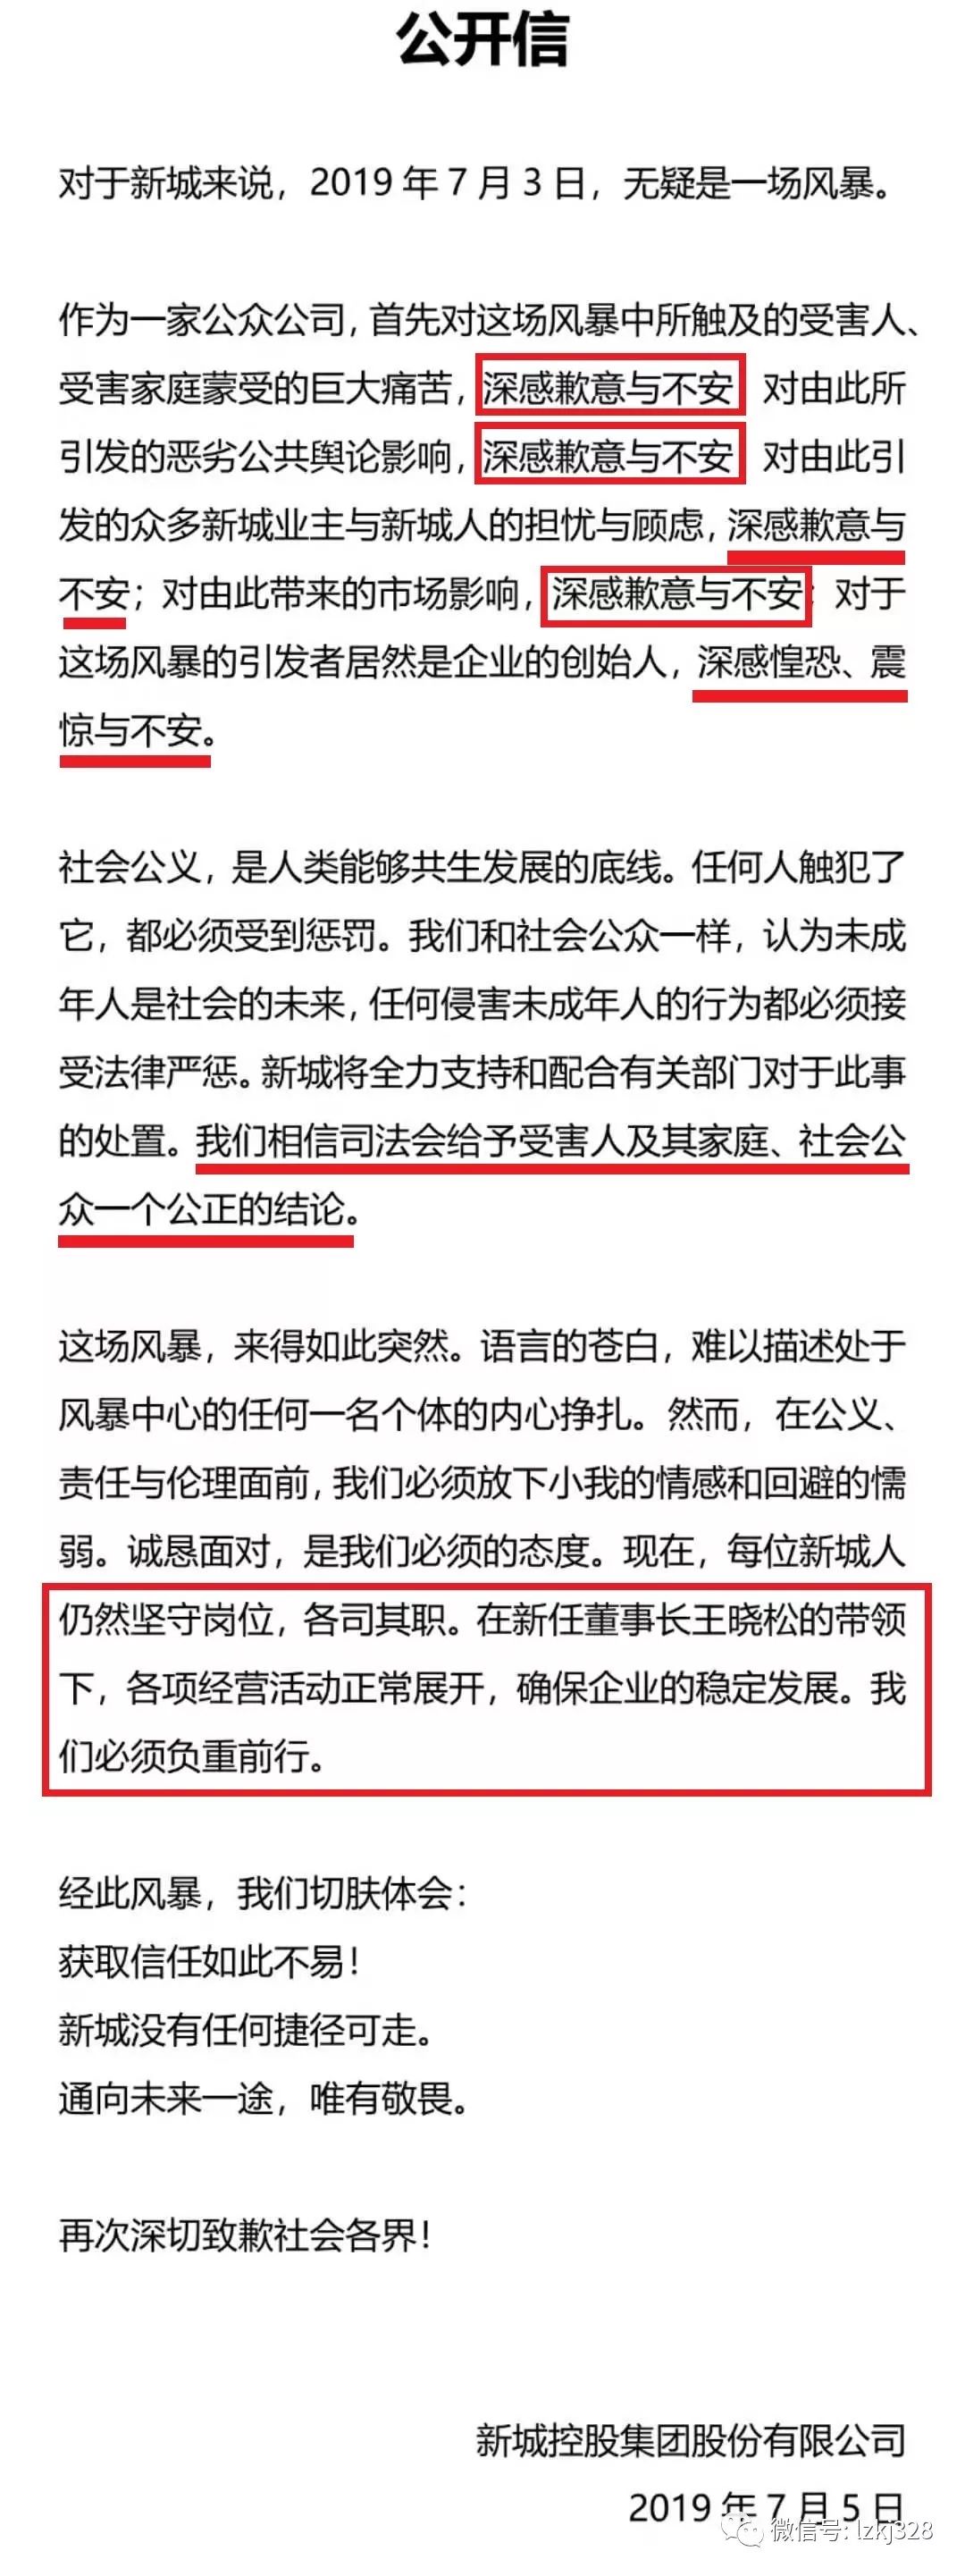 公开信
对于新城来说，2019 年 7 月 3 日，无疑是一场风暴。
作为一家公众公司，首先对这场风暴中所触及的受害人、
受害家庭蒙受的巨大痛苦，深感歉意与不安 对由此所
引发的恶劣公共舆论影响，深感歉意与不安 对由此引
发的众多新城业主与新城人的担忧与顾虑，深感歉意与
不安；对由此带来的市场影响，深感歉意与不安；对于
这场风暴的引发者居然是企业的创始人，深感惶恐、震
惊与不安。
社会公义，是人类能够共生发展的底线。任何人触犯了
它，都必须受到惩罚。我们和社会公众一样，认为未成
年人是社会的未来，任何侵害未成年人的行为都必须接
受法律严惩。新城将全力支持和配合有关部门对于此事
的处置。我们相信司法会给予受害人及其家庭、社会公
众一个公正的结论。
这场风暴，来得如此突然。语言的苍白，难以描述处于
风暴中心的任何一名个体的内心挣扎。然而，在公义、
责任与伦理面前，我们必须放下小我的情感和回避的懦
弱。诚恳面对，是我们必须的态度。现在，每位新城人
仍然坚守岗位，各司其职。在新任董事长王晓松的带领
下，各项经营活动正常展开，确保企业的稳定发展。我
们必须负重前行。
经此风暴，我们切肤体会：
获取信任如此不易！
新城没有任何捷径可走。
通向未来一途，唯有敬畏。
再次深切致歉社会各界！
新城控股集团股份有限公司
2019 年 7 月 5 日
微信号: lzkj328